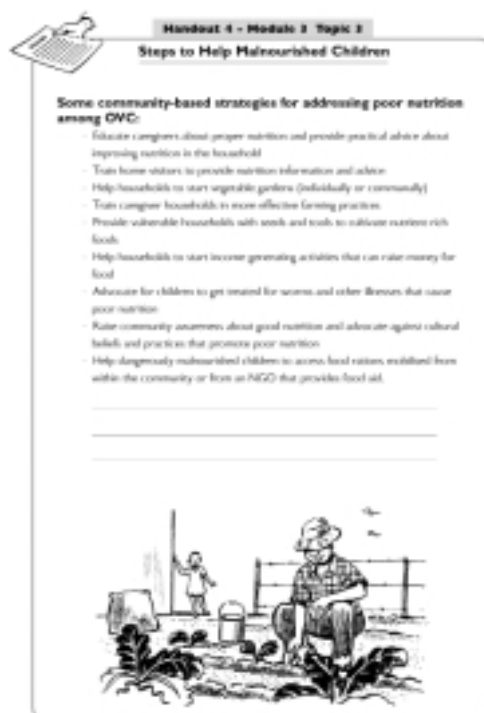 Handout 4 - Module 3 Topic 3
Steps to Help Malnourished Children
Some community-based strategies for addressing poor nutrition
among OVC:
- Educate caregivers about proper nutrition and provide practical advice about
improving nutrition in the household
- Train home visitors to provide nutrition information and advice
- Help households to start vegetable gardens (individually or communally)
- Train caregiver households in more effective farming practices
- Provide vulnerable households with seeds and tools to cultivate nutrient rich
foods
- Help households to start income generating activities that can raise money for
food
- Advocate for children to get treated for worms and other illnesses that cause
poor nutrition
- Raise community awareness about good nutrition and advocate against cultural
beliefs and practices that promote poor nutrition
- Help dangerously malnourished children to access food rations mobilised from
within the community or from an NGO that provides food aid.